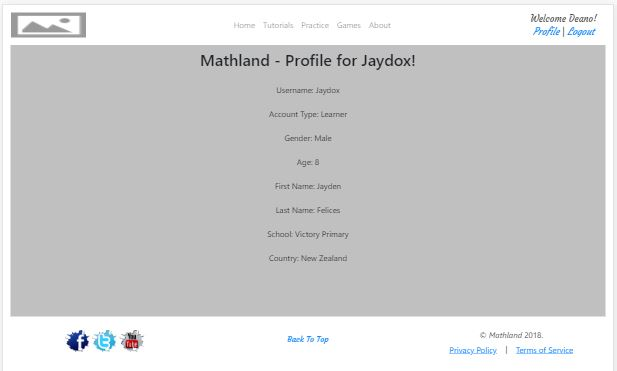 Home Tutorials Practice Games About
Welcome Deano!
Profile | Logout
Mathland - Profile for Jaydox!
Username: Jaydox
Account Type: Learner
Gender: Male
Age: 8
First Name: Jayden
Last Name: Felices
School: Victory Primary
Country: New Zealand
You Tube
Back To Top
© Mathland 2018.
Privacy Policy | Terms of Service